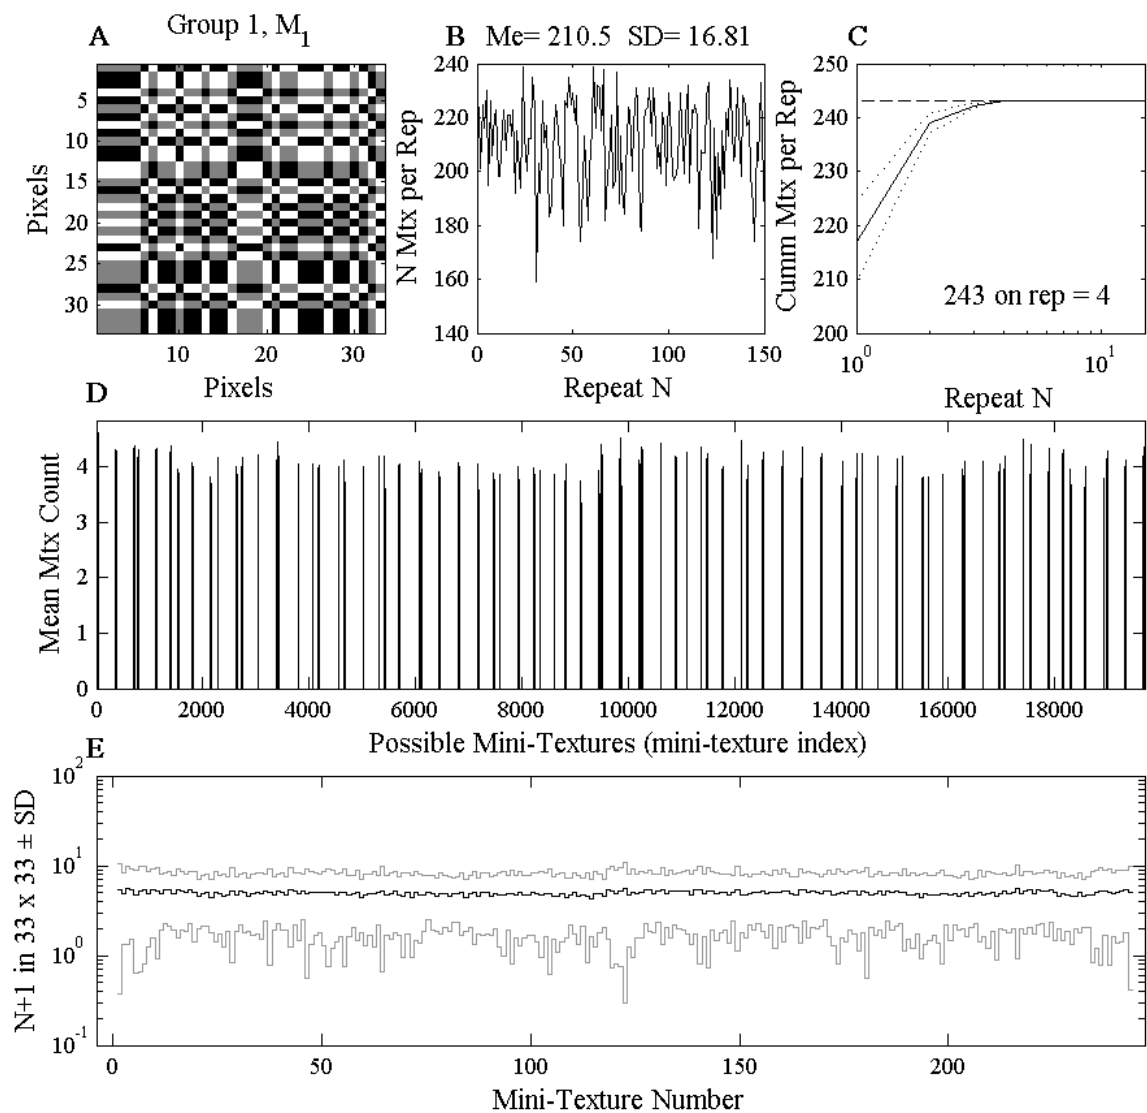 A
Group 1, M1
Pixels
5
10
15
20
25
30
10
20
30
Pixels
B
Me= 210.5 SD= 16.81
N Mtx per Rep
240
220
200
180
160
140
0
50
100
150
Repeat N
C
Cumm Mtx per Rep
250
240
230
220
210
200
243 on rep = 4
10^0
10^1
Repeat N
D
Mean Mtx Count
4
3
2
1
0
0
2000
4000
6000
8000
10000
12000
14000
16000
18000
Possible Mini-Textures (mini-texture index)
E
N+1 in 33 x 33 ± SD
10^2
10^1
10^0
10^-1
0
50
100
150
200
Mini-Texture Number